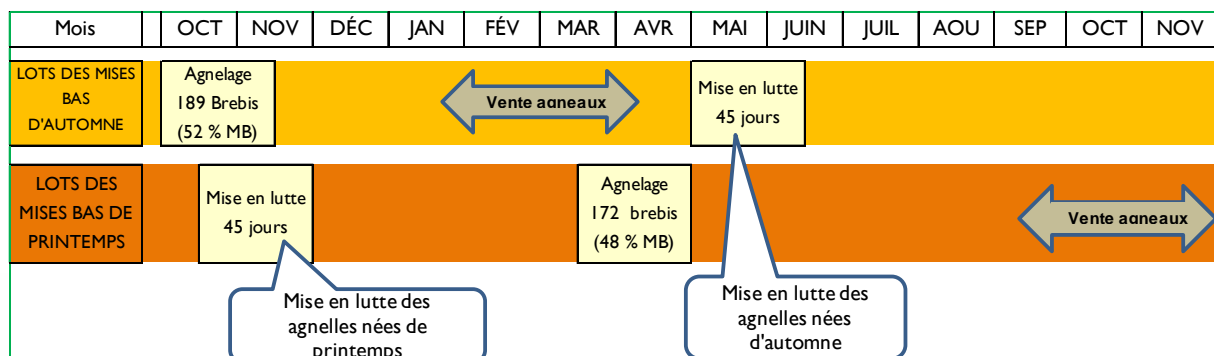 Mois OCT NOV DÉC JAN FÉV MAR AVR MAI JUIN JUIL AOU SEP OCT NOV
LOTS DES MISES
BAS
D'AUTOMNE
Agnelage
189 Brebis
(52 % MB)
Vente agneaux
Mise en lutte
45 jours
LOTS DES
MISES BAS DE
PRINTEMPS
Mise en lutte
45 jours
Agnelage
172 brebis
(48 % MB)
Vente agneaux
Mise en lutte des
agnelles nées de
printemps
Mise en lutte des
agnelles nées
d'automne